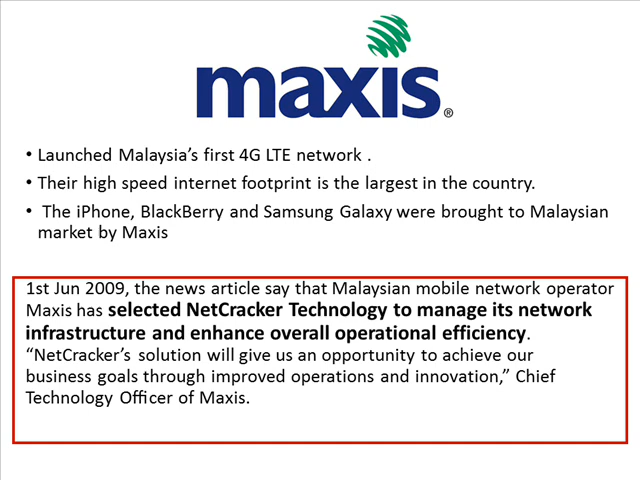 maxis®
• Launched Malaysia's first 4G LTE network .
• Their high speed internet footprint is the largest in the country.
• The iPhone, BlackBerry and Samsung Galaxy were brought to Malaysian
market by Maxis
1st Jun 2009, the news article say that Malaysian mobile network operator
Maxis has selected NetCracker Technology to manage its network
infrastructure and enhance overall operational efficiency.
“NetCracker’s solution will give us an opportunity to achieve our
business goals through improved operations and innovation,” Chief
Technology Officer of Maxis.